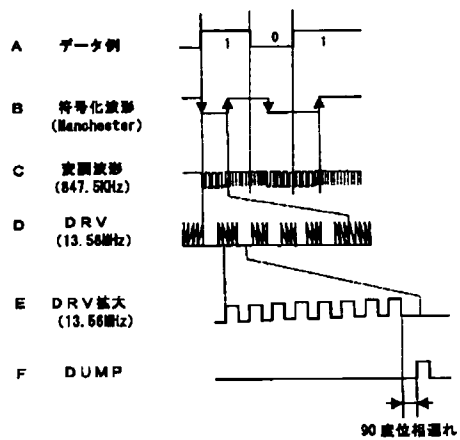 A データ例 1 0 1
B 符号化波形
(Manchester)
C 変調波形
(847.5KHz)
D DRV
(13.56MHz)
E DRV拡大
(13.56MHz)
F DUMP
90度位相遅れ